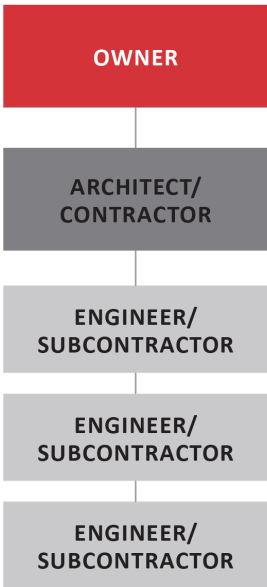 OWNER
ARCHITECT/
CONTRACTOR
ENGINEER/
SUBCONTRACTOR
ENGINEER/
SUBCONTRACTOR
ENGINEER/
SUBCONTRACTOR